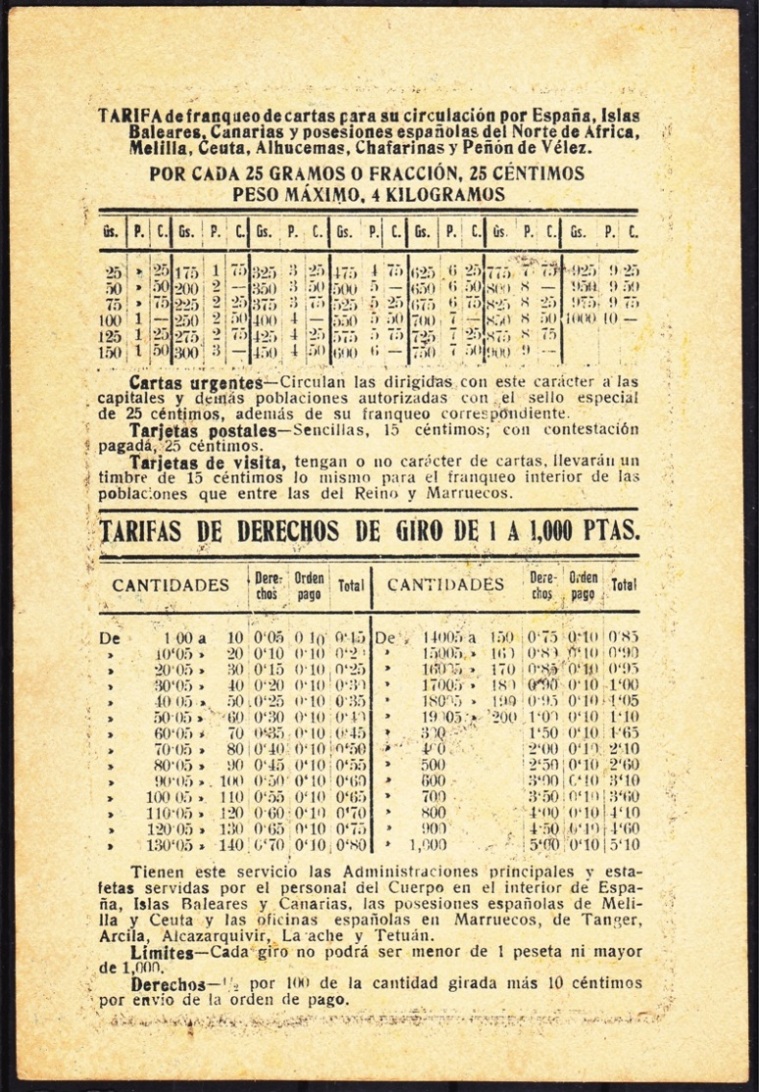 TARIFA de franqueo de cartas para su circulación por España, Islas
Baleares, Canarias y posesiones españolas del Norte de Africa,
Melilla, Ceuta, Alhucemas, Chafarinas y Peñón de Vélez.
POR CADA 25 GRAMOS O FRACCIÓN, 25 CÉNTIMOS
PESO MÁXIMO, 4 KILOGRAMOS
Gs. P. C. Gs. P. C. Gs. P. C. Gs. P. C. Gs. P. C. Gs. P. C. Gs. P. C.
25 » 25 175 1 75 325 3 25 475 4 75 625 6 25 775 7 75 925 9 25
50 » 50 200 2 — 350 3 50 500 5 — 650 6 50 800 8 — 950 9 50
75 » 75 225 2 25 375 3 75 525 5 25 675 6 75 825 8 25 975 9 75
100 1 — 250 2 50 400 4 — 550 5 50 700 7 — 850 8 50 1000 10 —
125 1 25 275 2 75 425 4 25 575 5 75 725 7 25 875 8 75
150 1 50 300 3 — 450 4 50 600 6 — 750 7 50 900 9 —
Cartas urgentes—Circulan las dirigidas con este carácter a las
capitales y demás poblaciones autorizadas con el sello especial
de 25 céntimos, además de su franqueo correspondiente.
Tarjetas postales—Sencillas, 15 céntimos; con contestación
pagada, 25 céntimos.
Tarjetas de visita, tengan o no carácter de cartas, llevarán un
timbre de 15 céntimos lo mismo para el franqueo interior de las
poblaciones que entre las del Reino y Marruecos.
TARIFAS DE DERECHOS DE GIRO DE 1 A 1,000 PTAS.
CANTIDADES Derechos Orden pago Total CANTIDADES Derechos Orden pago Total
De 1 00 a 10 0'05 0 10 0'15 De 14005 a 150 0'75 0'10 0'85
» 10'05 » 20 0'10 0'10 » 15005 » 0'10 0'90
» 20'05 » 30 0'15 0'10 0'25 » 16005 » 170 0'85 0'10 0'95
» 30'05 » 40 0'20 0'10 0'30 » 17005 » 0'90 0'10 1'00
» 40 05 » 50 0'25 0'10 0'35 » » 190 0'95 0'10 1'05
» 50'05 » 60 0'30 0'10 » 19 05 » 200 1'00 0'10 1'10
» 60'05 » 70 0'35 0'10 0'45 » 300 1'50 0'10 1'65
» 70'05 » 80 0'40 0'10 0'50 » 400 2'00 0'10 2'10
» 80'05 » 90 0'45 0'10 0'55 » 500 2'50 0'10 2'60
» 90'05 » 100 0'50 0'10 0'60 » 600 3'00 0'10 3'10
» 100 05 » 110 0'55 0'10 0'65 » 700 3'50 0'10 3'60
» 110'05 » 120 0'60 0'10 0'70 » 800 4'00 0'10 4'10
» 120'05 » 130 0'65 0'10 0'75 » 900 4'50 0'10 4'60
» 130'05 » 140 0'70 0'10 0'80 » 1,000 5'00 0'10 5'10
Tienen este servicio las Administraciones principales y esta-
fetas servidas por el personal del Cuerpo en el interior de Espa-
ña, Islas Baleares y Canarias, las posesiones españolas de Meli-
lla y Ceuta y las oficinas españolas en Marruecos, de Tanger,
Arcila, Alcazarquivir, La ache y Tetuán.
Limites—Cada giro no podrá ser menor de 1 peseta ni mayor
de 1,000.
Derechos—½ por 100 de la cantidad girada más 10 céntimos
por envio de la orden de pago.